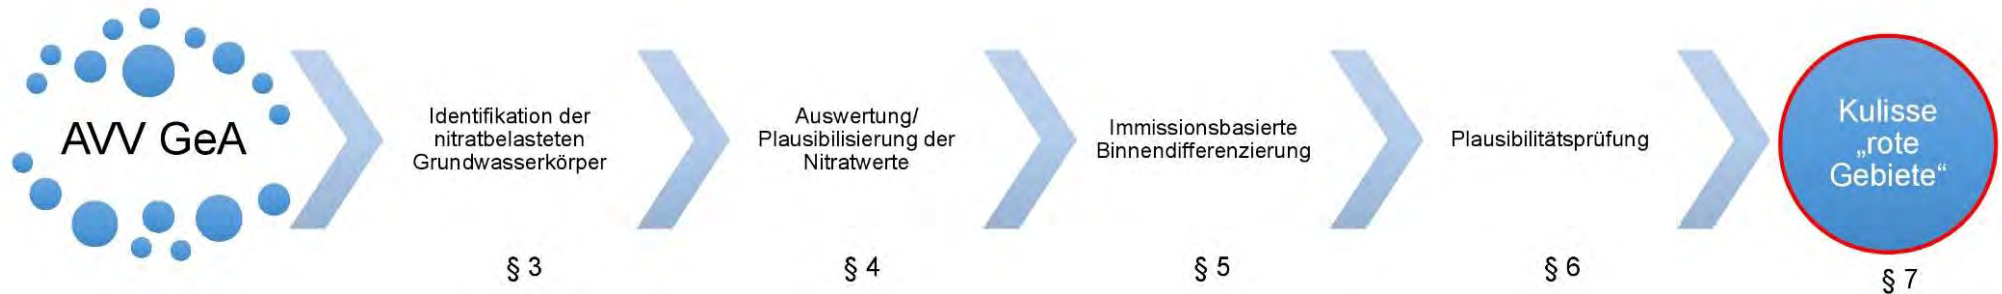 AVV GeA
Identifikation der
nitratbelasteten
Grundwasserkörper
§ 3
Auswertung/
Plausibilisierung der
Nitratwerte
§ 4
Immissionsbasierte
Binnendifferenzierung
§ 5
Plausibilitätsprüfung
§ 6
Kulisse
„rote
Gebiete“
§ 7